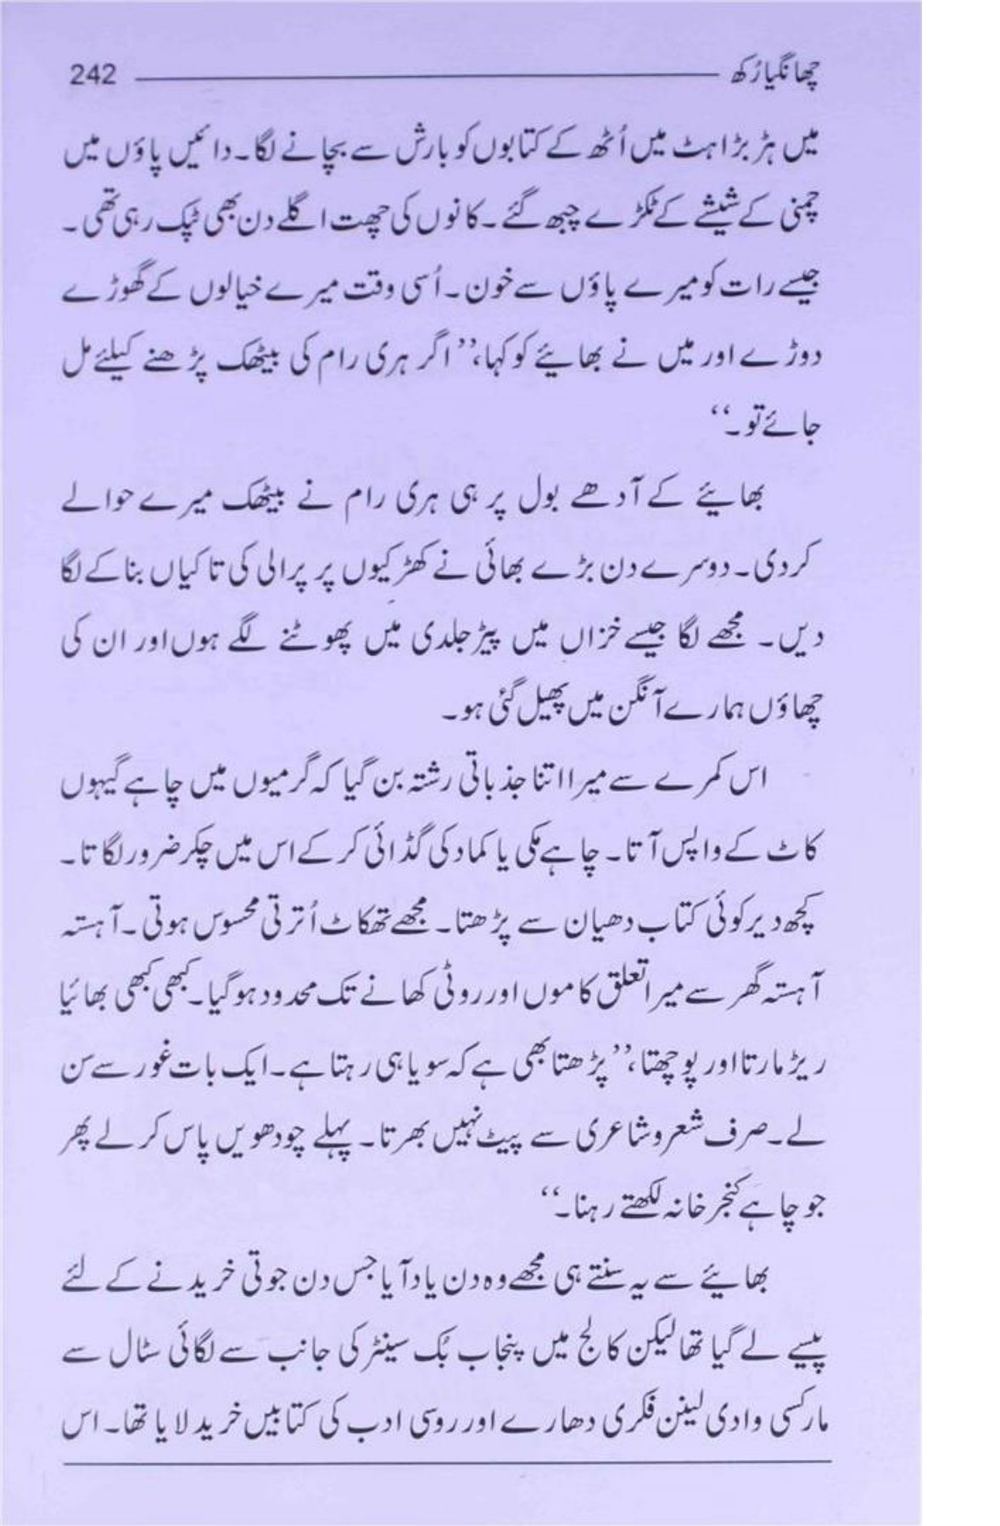 چھانگیا رُکھ 242
میں ہڑبڑاہٹ میں اُٹھ کے کتابوں کو بارش سے بچانے لگا۔ دائیں پاؤں میں
چمنی کے شیشے کے ٹکڑے چبھ گئے۔ کانوں کی چھت اگلے دن بھی ٹپک رہی تھی۔
جیسے رات کو میرے پاؤں سے خون۔ اُسی وقت میرے خیالوں کے گھوڑے
دوڑے اور میں نے بھائیے کو کہا، ’’اگر ہری رام کی بیٹھک پڑھنے کیلئے مل
جائے تو۔‘‘
بھائیے کے آدھے بول پر ہی ہری رام نے بیٹھک میرے حوالے
کر دی۔ دوسرے دن بڑے بھائی نے کھڑکیوں پر پرالی کی تاکیاں بنا کے لگا
دیں۔ مجھے لگا جیسے خزاں میں پیڑ جلدی میں پھوٹنے لگے ہوں اور ان کی
چھاؤں ہمارے آنگن میں پھیل گئی ہو۔
اس کمرے سے میرا اتنا جذباتی رشتہ بن گیا کہ گرمیوں میں چاہے گیہوں
کاٹ کے واپس آتا۔ چاہے مکی یا کماد کی گڈائی کر کے اس میں چکر ضرور لگاتا۔
کچھ دیر کوئی کتاب دھیان سے پڑھتا۔ مجھے تھکاٹ اُترتی محسوس ہوتی۔ آہستہ
آہستہ گھر سے میرا تعلق کاموں اور روٹی کھانے تک محدود ہو گیا۔ کبھی کبھی بھائیا
ریڑ مارتا اور پوچھتا، ’’پڑھتا بھی ہے کہ سویا ہی رہتا ہے۔ ایک بات غور سے سن
لے۔ صرف شعر و شاعری سے پیٹ نہیں بھرتا۔ پہلے چودھویں پاس کر لے پھر
جو چاہے کنجر خانہ لکھتے رہنا۔‘‘
بھائیے سے یہ سنتے ہی مجھے وہ دن یاد آیا جس دن جوتی خریدنے کے لئے
پیسے لے گیا تھا لیکن کالج میں پنجاب بُک سینٹر کی جانب سے لگائی سٹال سے
مارکسی وادی لینن فکری دھارے اور روسی ادب کی کتابیں خرید لایا تھا۔ اس